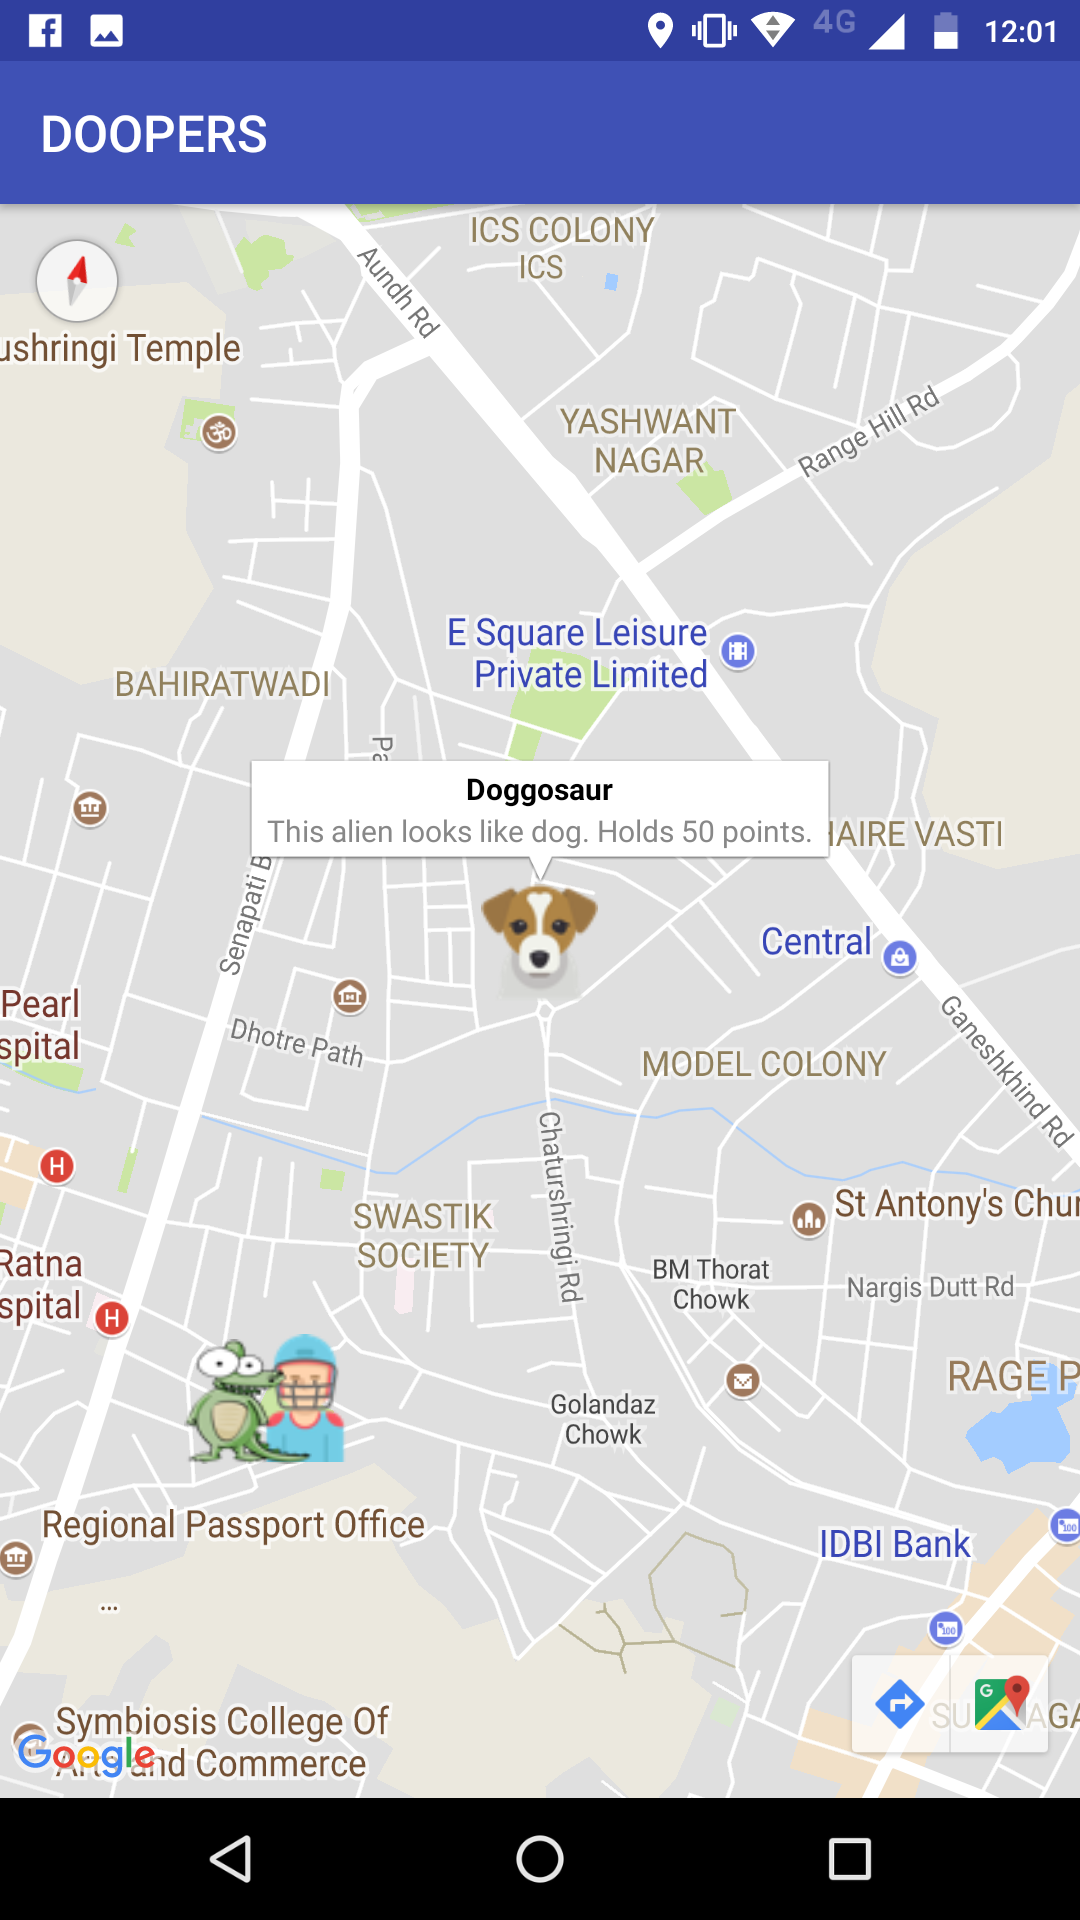 4G
12:01
DOOPERS
ICS COLONY
ICS
Aundh Rd
ushringi Temple
Range Hill Rd
YASHWANT
NAGAR
E Square Leisure
Private Limited
BAHIRATWADI
Pa
Doggosaur
This alien looks like dog. Holds 50 points.
HAIRE VASTI
Senapati B
Central
Pearl
spital
Dhotre Path
Ganeshkhind Rd
MODEL COLONY
Chaturshringi Rd
H
St Antony's Chur
SWASTIK
SOCIETY
Ratna
spital
H
BM Thorat
Chowk
Nargis Dutt Rd
RAGE P
Golandaz
Chowk
Regional Passport Office
IDBI Bank
100
...
100
G
SU
AGA
Symbiosis College Of
Arts and Commerce
Google